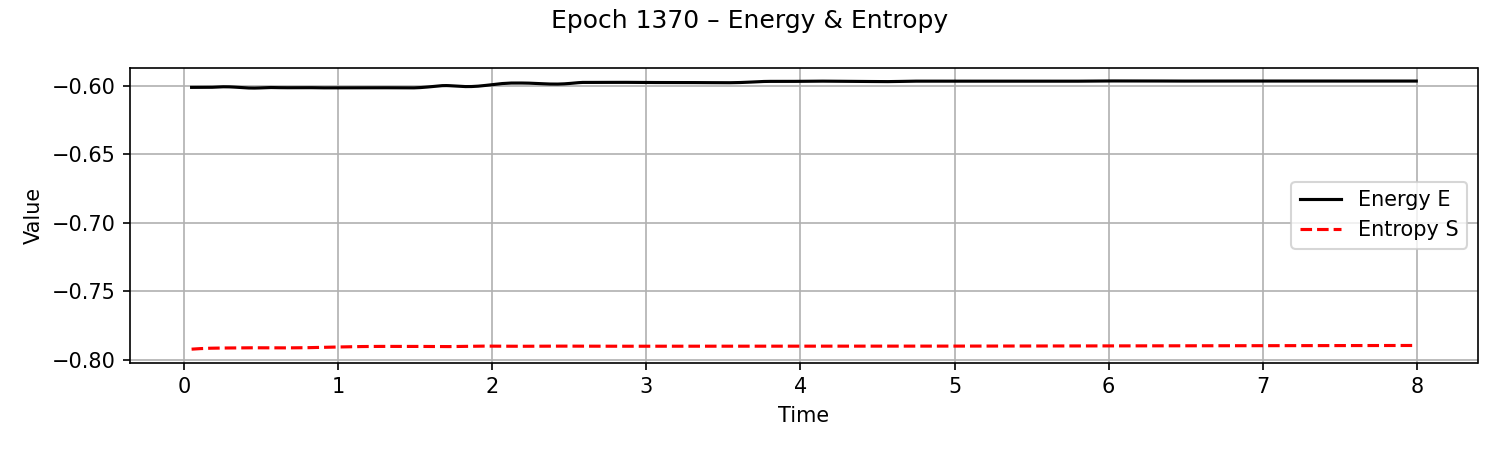 Epoch 1370 – Energy & Entropy
−0.60
−0.65
−0.70
−0.75
−0.80
Value
Energy E
Entropy S
0 1 2 3 4 5 6 7 8
Time